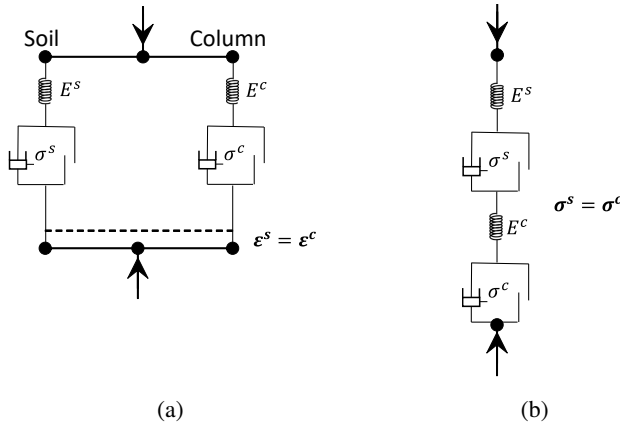 Soil Column
E^s E^c
σ^s σ^c
ε^s = ε^c
(a)
E^s
σ^s
σ^s = σ^c
E^c
σ^c
(b)